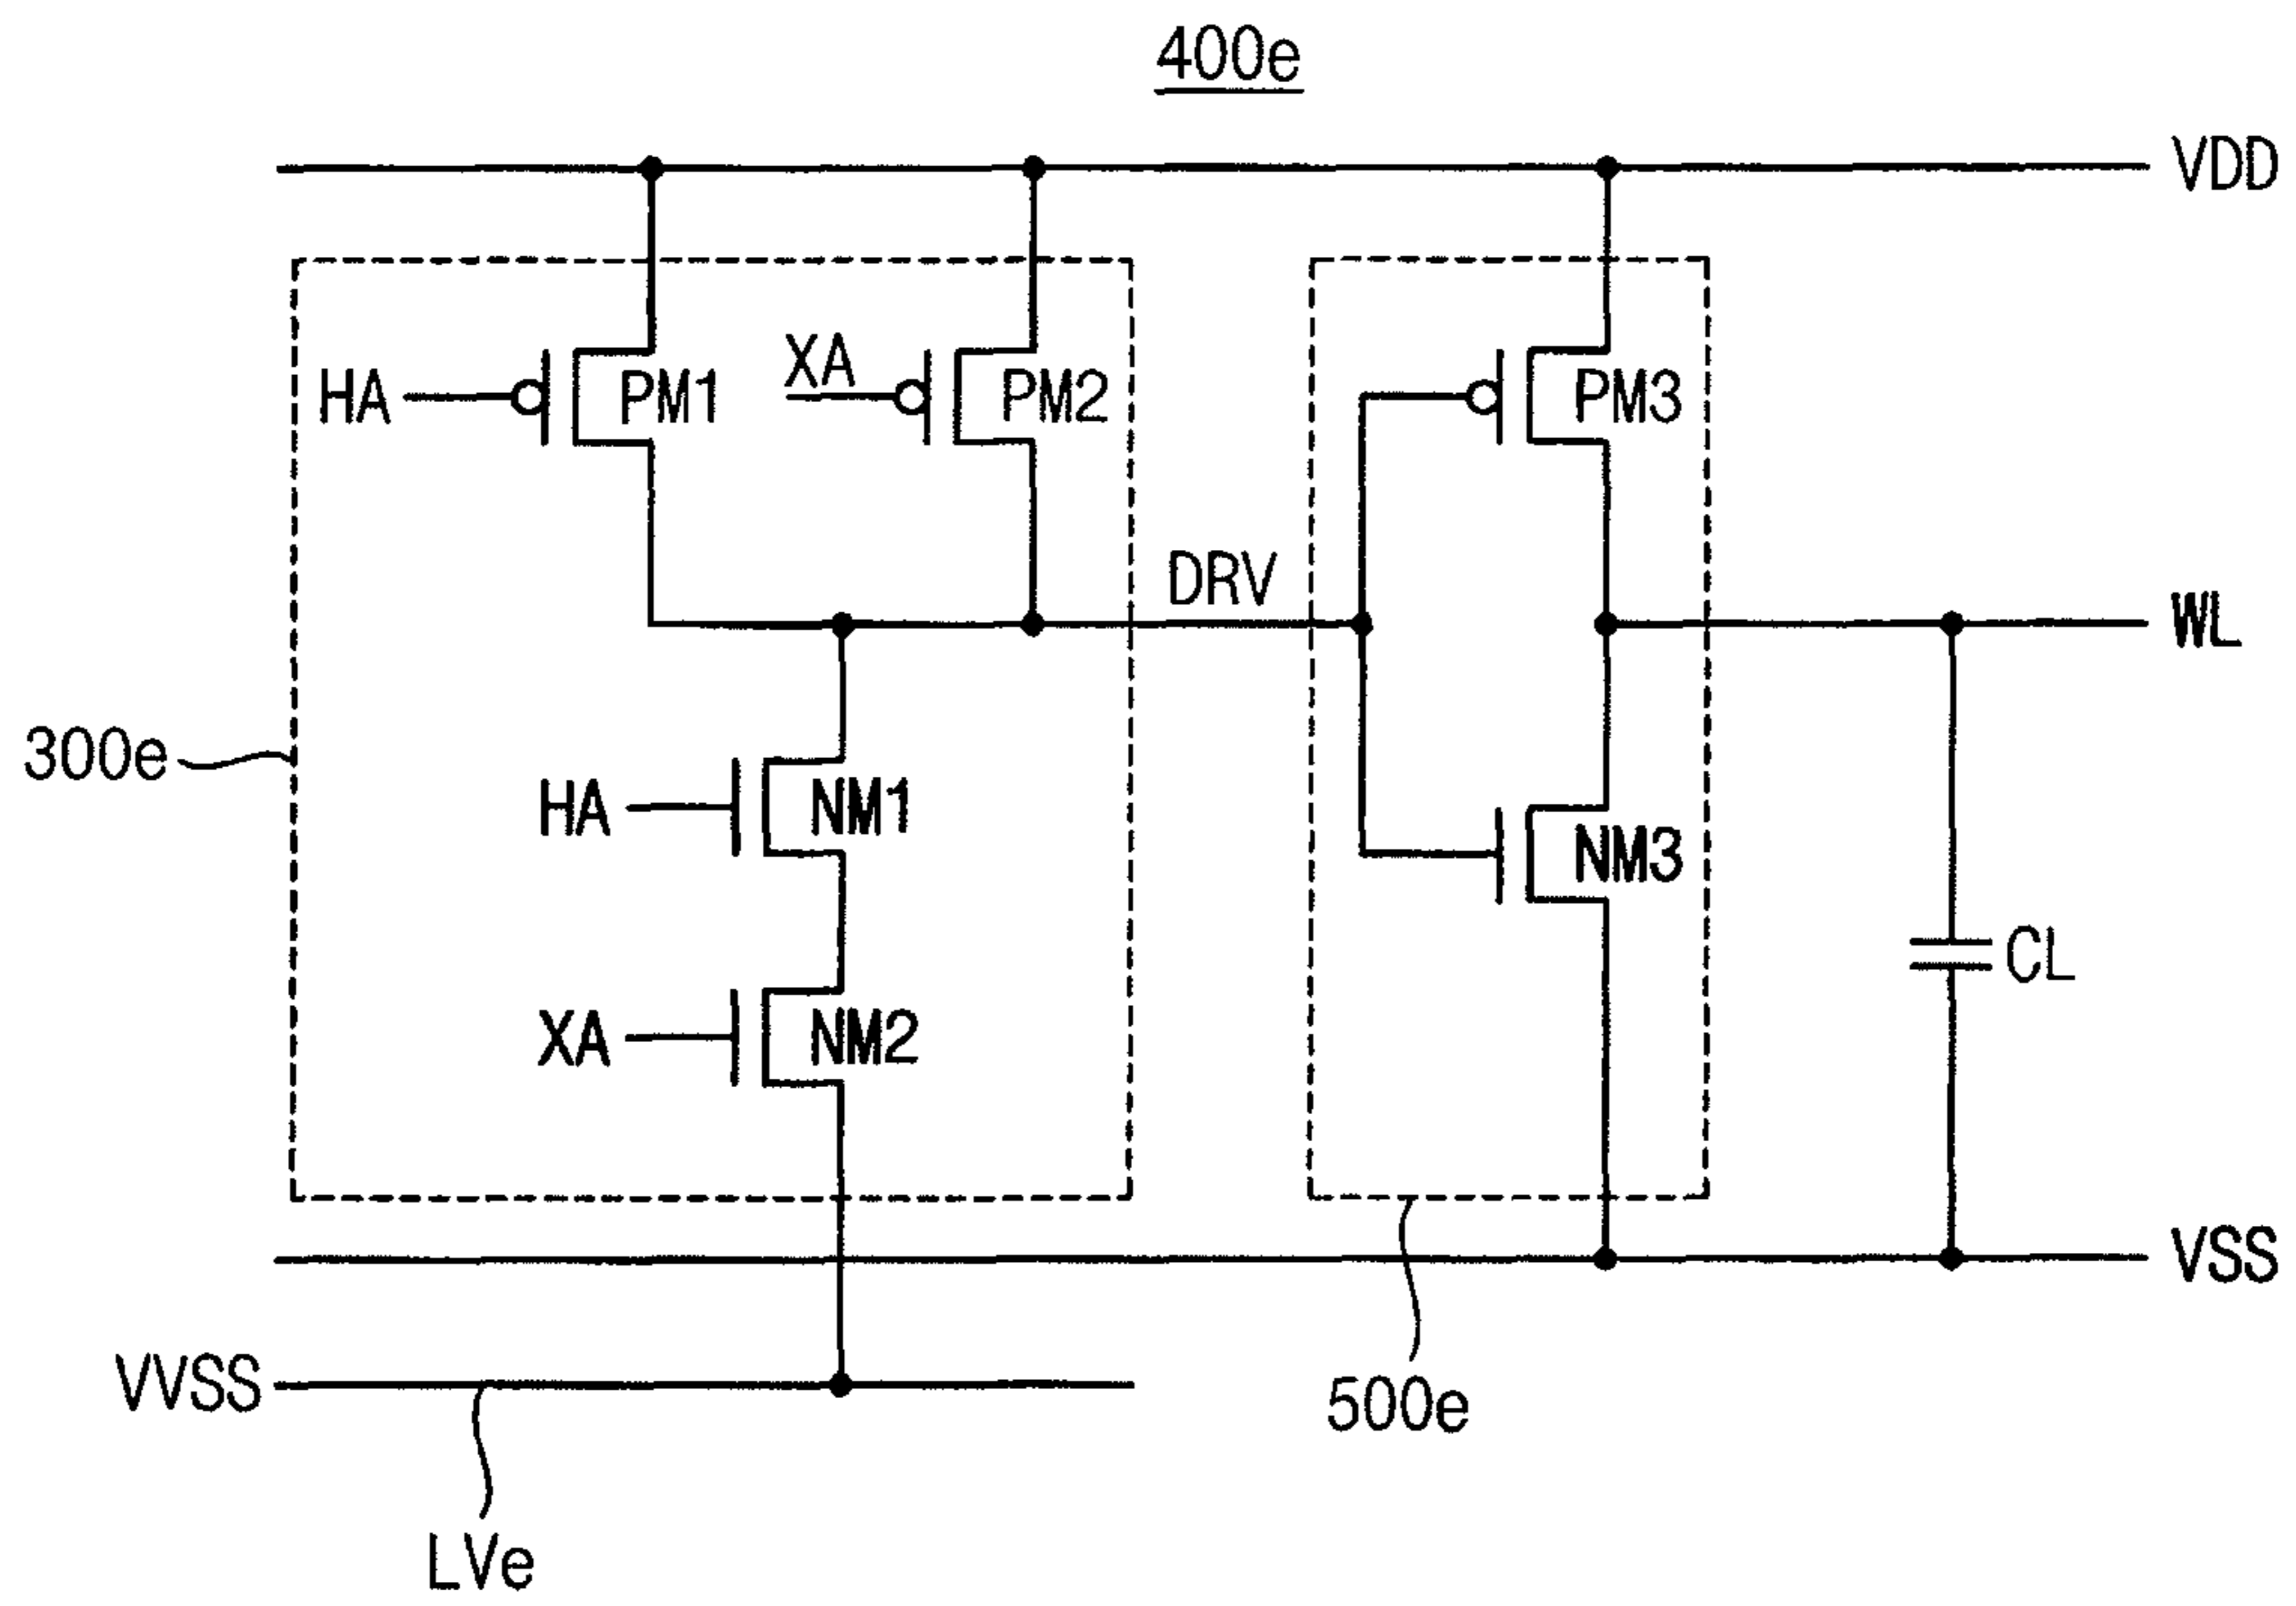 400e
VDD
HA
PM1
XA
PM2
PM3
DRV
WL
300e
HA
NM1
NM3
CL
XA
NM2
VSS
VVSS
500e
LVe